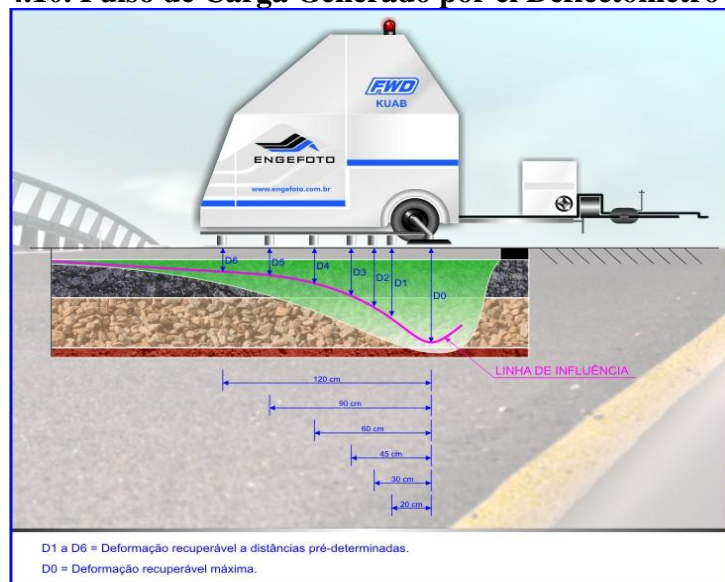 4.10. Pulso de Carga Generado por el Deflectómetro
FWD
KUAB
ENGEFOTO
www.engefoto.com.br
D6
D5
D4
D3
D2
D1
D0
LINHA DE INFLUÊNCIA
120 cm
90 cm
60 cm
45 cm
30 cm
20 cm
D1 a D6 = Deformação recuperável a distâncias pré-determinadas.
D0 = Deformação recuperável máxima.